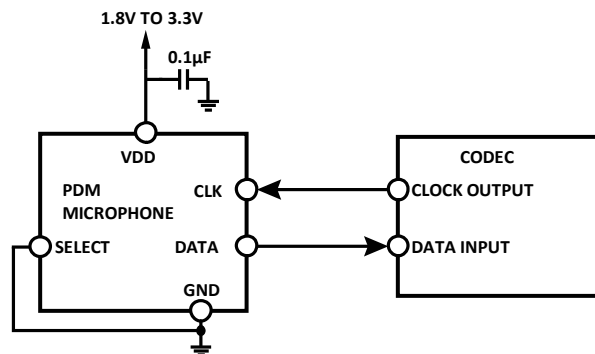 1.8V TO 3.3V
0.1µF
VDD
CODEC
PDM
MICROPHONE
CLK
CLOCK OUTPUT
SELECT
DATA
DATA INPUT
GND